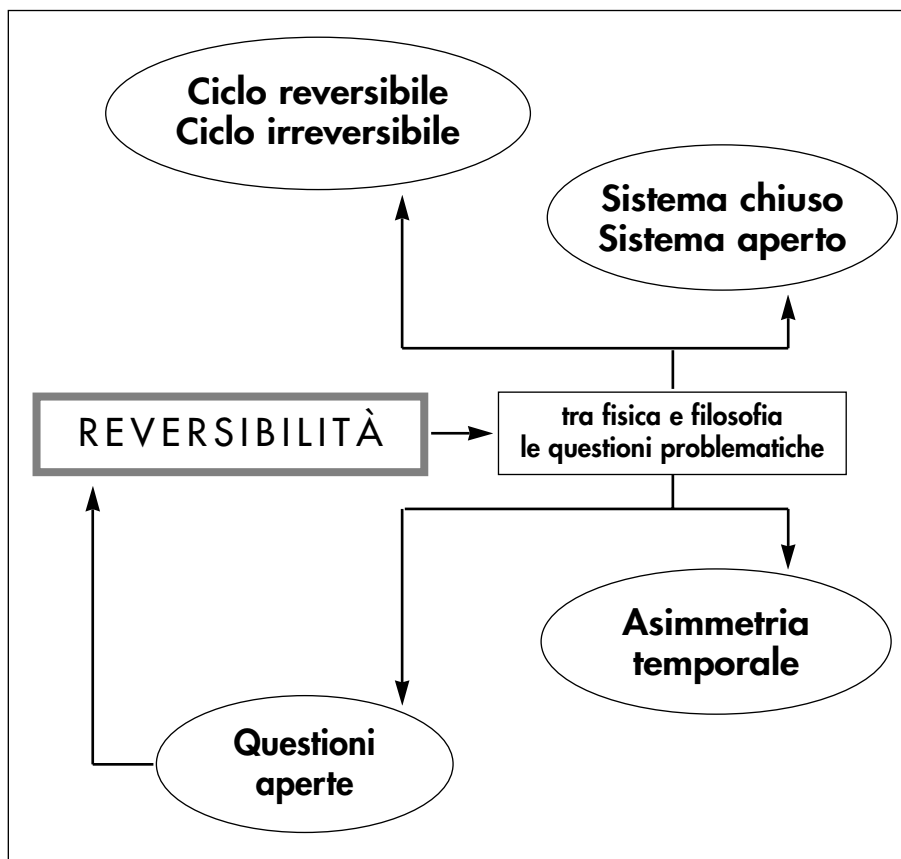 Ciclo reversibile
Ciclo irreversibile
Sistema chiuso
Sistema aperto
REVERSIBILITÀ
tra fisica e filosofia
le questioni problematiche
Asimmetria
temporale
Questioni
aperte